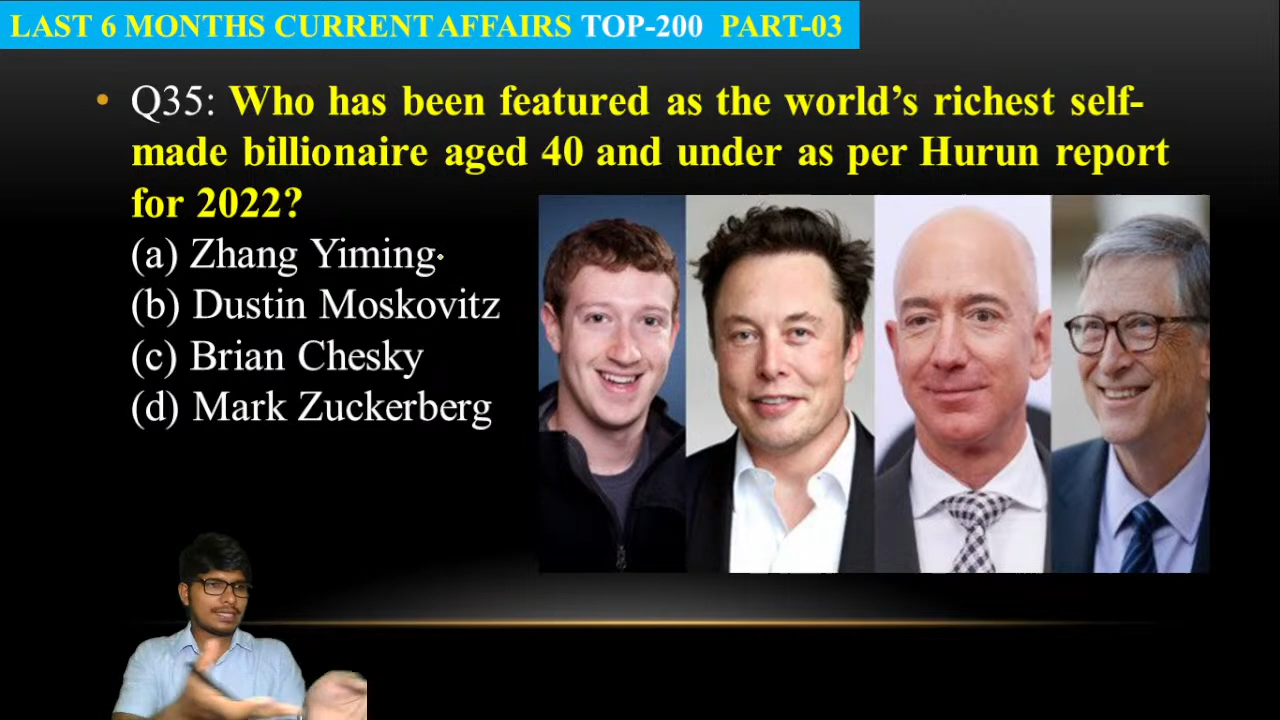 LAST 6 MONTHS CURRENT AFFAIRS TOP-200 PART-03
• Q35: Who has been featured as the world's richest self-
made billionaire aged 40 and under as per Hurun report
for 2022?
(a) Zhang Yiming
(b) Dustin Moskovitz
(c) Brian Chesky
(d) Mark Zuckerberg